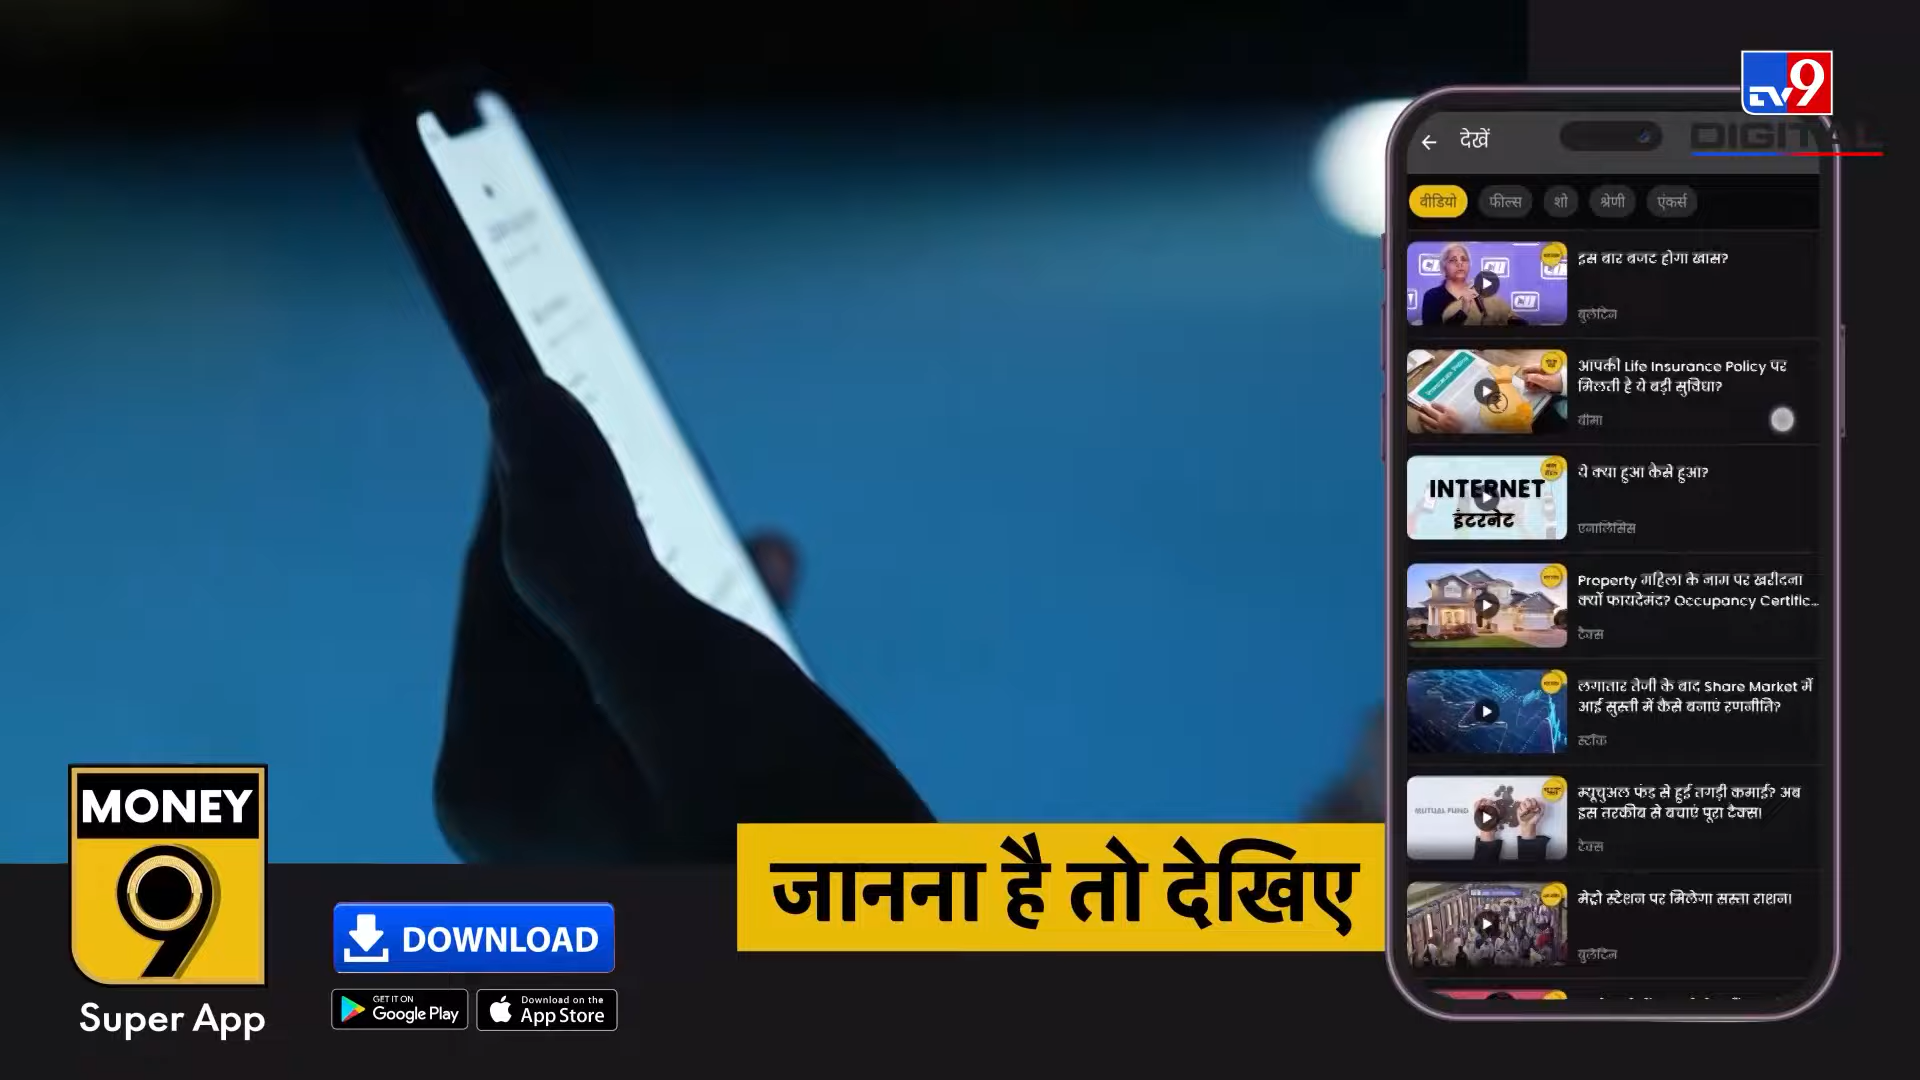 TV9
DIGITAL
देखें
वीडियो
फील्स
शो
श्रेणी
एंकर्स
CII
CII
इस बार बजट होगा खास?
बुलेटिन
आपकी Life Insurance Policy पर
मिलती है ये बड़ी सुविधा?
बीमा
INTERNET
इंटरनेट
ये क्या हुआ कैसे हुआ?
एनालिसिस
Property महिला के नाम पर खरीदना
क्यों फायदेमंद? Occupancy Certific...
टैक्स
लगातार तेजी के बाद Share Market में
आई सुस्ती में कैसे बनाएं रणनीति?
स्टॉक
MUTUAL FUND
म्यूचुअल फंड से हुई तगड़ी कमाई? अब
इस तरकीब से बचाएं पूरा टैक्स।
टैक्स
मेट्रो स्टेशन पर मिलेगा सस्ता राशन।
बुलेटिन
जानना है तो देखिए
MONEY
9
Super App
DOWNLOAD
GET IT ON
Google Play
Download on the
App Store